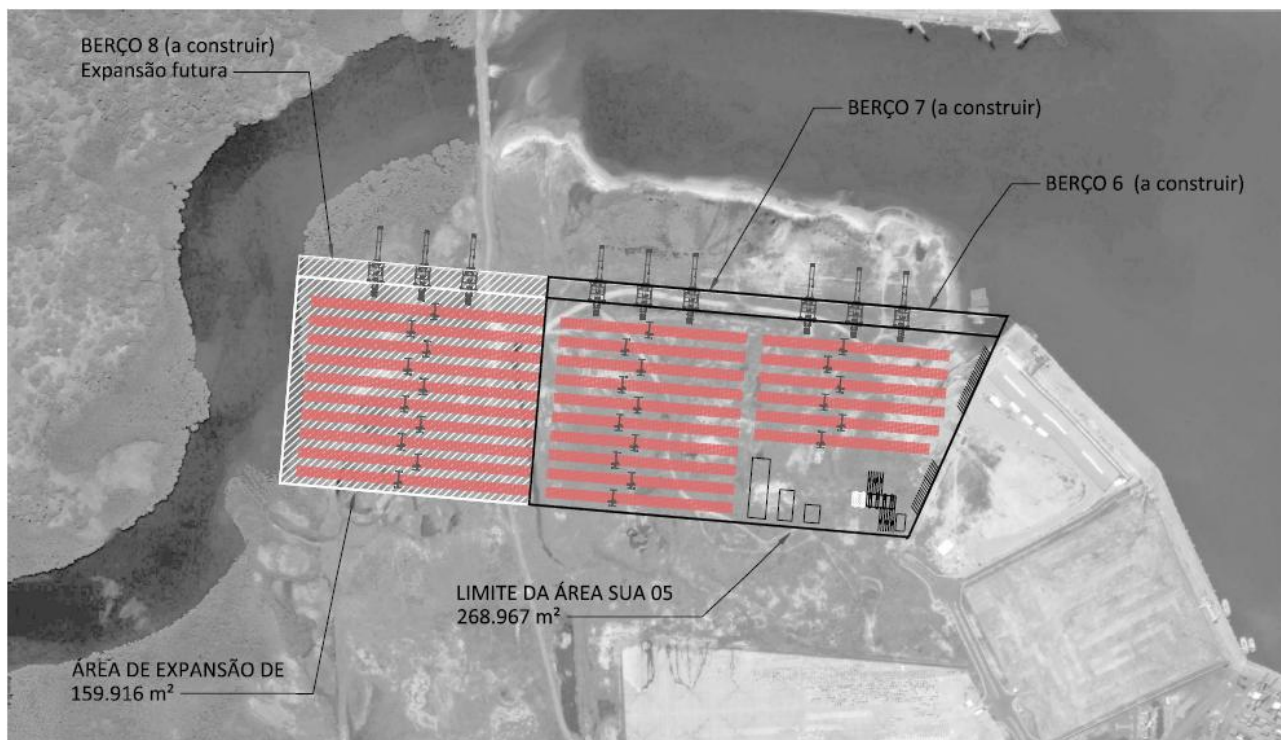 BERÇO 8 (a construir)
Expansão futura
BERÇO 7 (a construir)
BERÇO 6 (a construir)
LIMITE DA ÁREA SUA 05
268.967 m²
ÁREA DE EXPANSÃO DE
159.916 m²